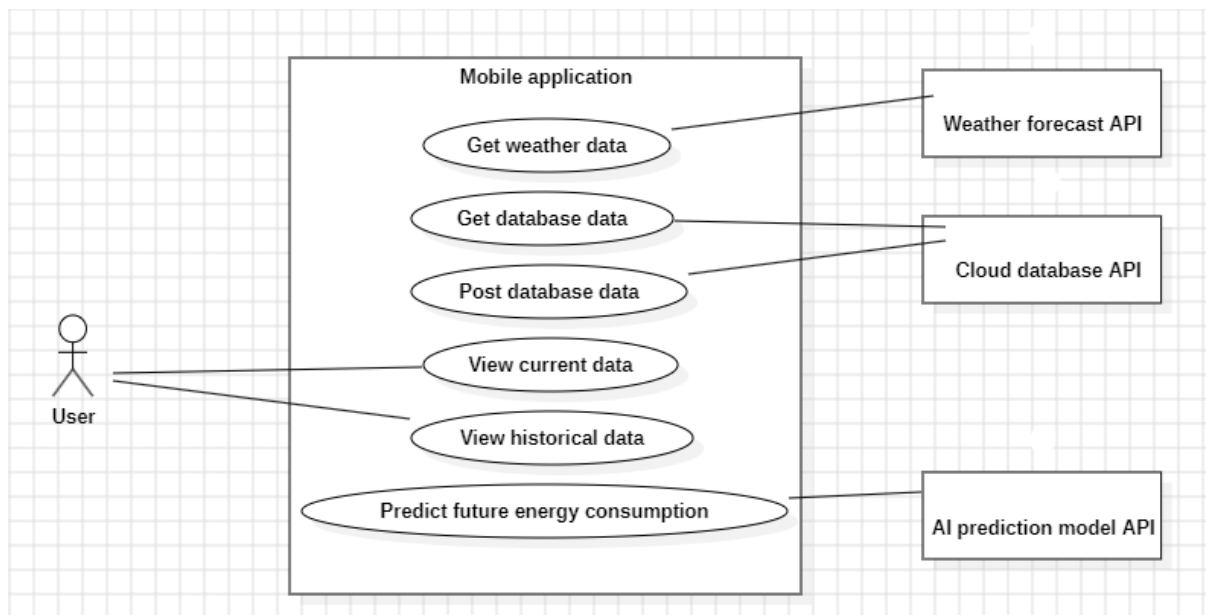 Mobile application
Get weather data
Weather forecast API
Get database data
Cloud database API
Post database data
View current data
User
View historical data
Predict future energy consumption
AI prediction model API